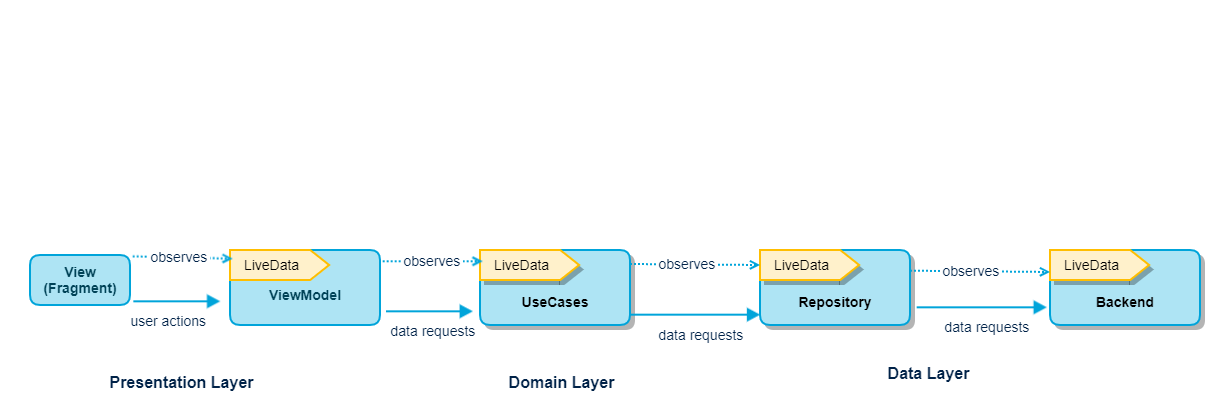 observes
LiveData
observes
LiveData
observes
LiveData
observes
LiveData
View
(Fragment)
ViewModel
UseCases
Repository
Backend
user actions
data requests
data requests
data requests
Presentation Layer
Domain Layer
Data Layer